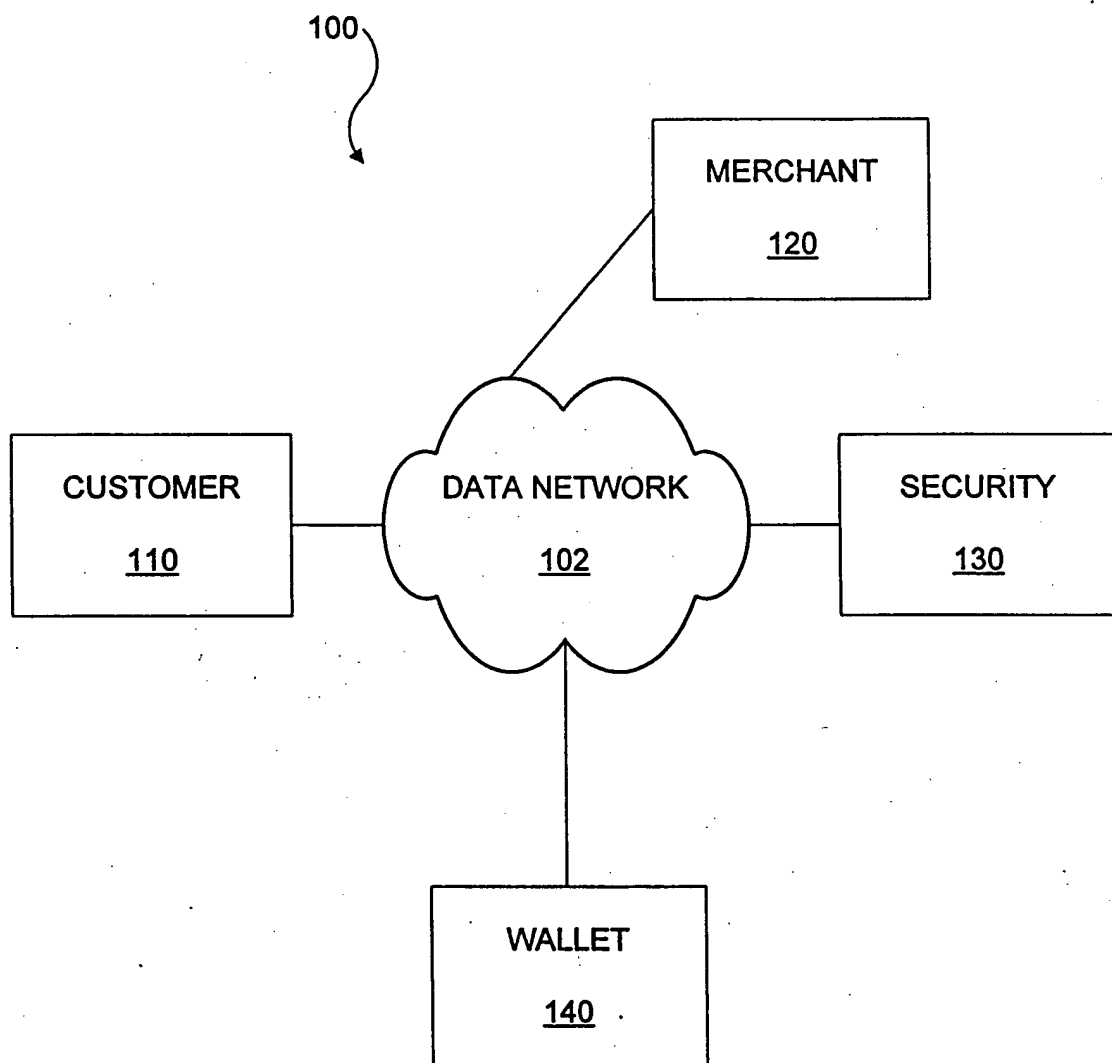 100
MERCHANT
120
CUSTOMER
110
DATA NETWORK
102
SECURITY
130
WALLET
140